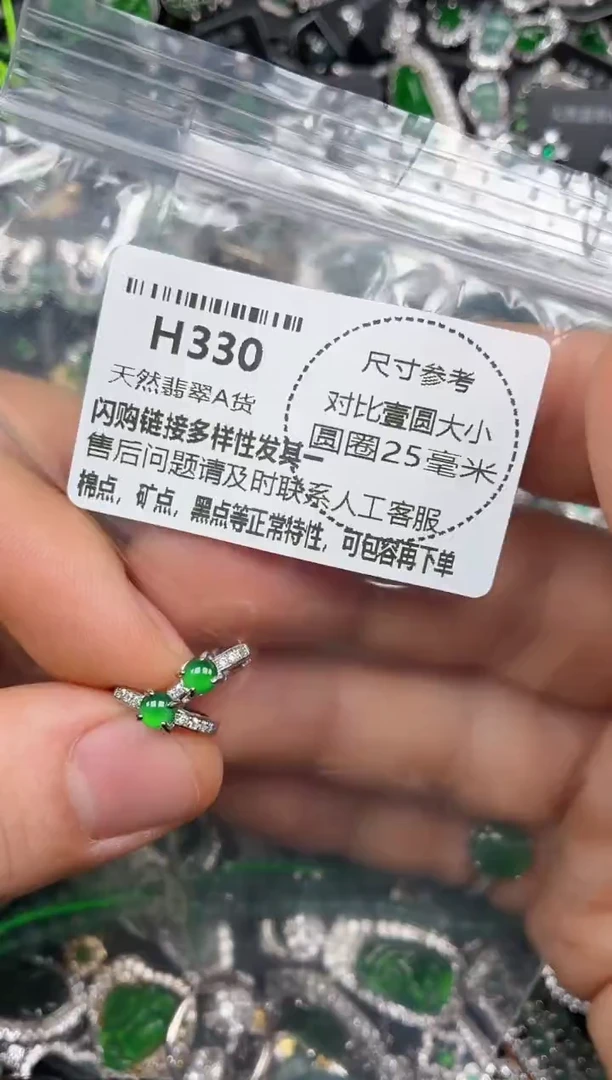 H330
天然翡翠A货
尺寸参考
对比壹圆大小
圆圈25毫米
闪购链接多样性发其一
售后问题请及时联系人工客服
棉点，矿点，黑点等正常特性，可包容再下单